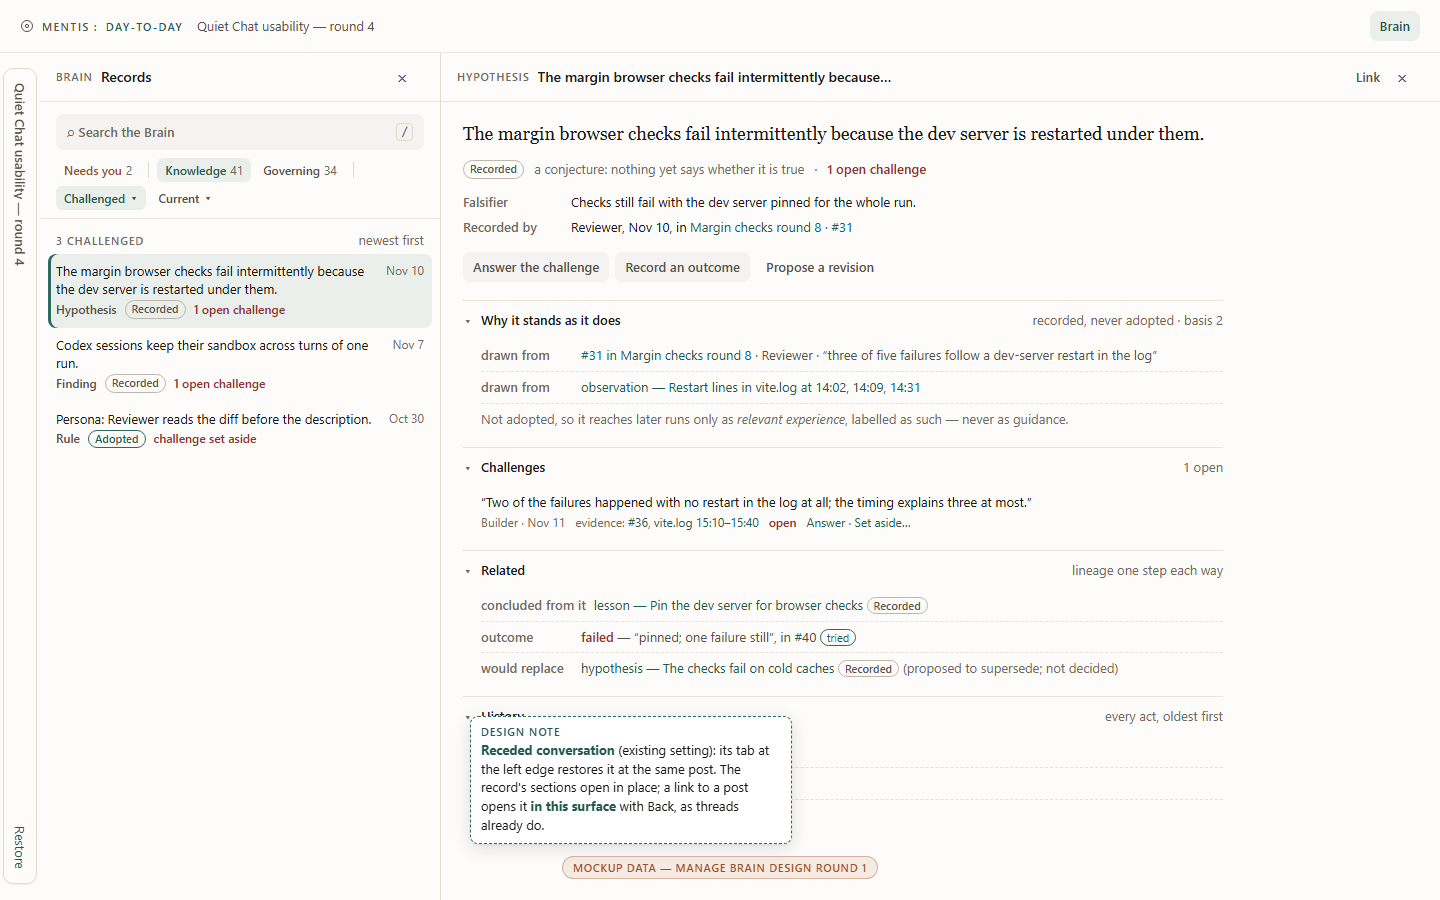 MENTIS : DAY-TO-DAY Quiet Chat usability — round 4 Brain
Quiet Chat usability — round 4
Restore
BRAIN Records ×
Search the Brain /
Needs you 2 Knowledge 41 Governing 34
Challenged ▾ Current ▾
3 CHALLENGED newest first
The margin browser checks fail intermittently because Nov 10
the dev server is restarted under them.
Hypothesis Recorded 1 open challenge
Codex sessions keep their sandbox across turns of one Nov 7
run.
Finding Recorded 1 open challenge
Persona: Reviewer reads the diff before the description. Oct 30
Rule Adopted challenge set aside
HYPOTHESIS The margin browser checks fail intermittently because... Link ×
The margin browser checks fail intermittently because the dev server is restarted under them.
Recorded a conjecture: nothing yet says whether it is true · 1 open challenge
Falsifier Checks still fail with the dev server pinned for the whole run.
Recorded by Reviewer, Nov 10, in Margin checks round 8 · #31
Answer the challenge Record an outcome Propose a revision
▾ Why it stands as it does recorded, never adopted · basis 2
drawn from #31 in Margin checks round 8 · Reviewer · “three of five failures follow a dev-server restart in the log”
drawn from observation — Restart lines in vite.log at 14:02, 14:09, 14:31
Not adopted, so it reaches later runs only as relevant experience, labelled as such — never as guidance.
▾ Challenges 1 open
“Two of the failures happened with no restart in the log at all; the timing explains three at most.”
Builder · Nov 11 evidence: #36, vite.log 15:10–15:40 open Answer · Set aside...
▾ Related lineage one step each way
concluded from it lesson — Pin the dev server for browser checks Recorded
outcome failed — “pinned; one failure still”, in #40 tried
would replace hypothesis — The checks fail on cold caches Recorded (proposed to supersede; not decided)
▾ History every act, oldest first
DESIGN NOTE
Receded conversation (existing setting): its tab at
the left edge restores it at the same post. The
record's sections open in place; a link to a post
opens it in this surface with Back, as threads
already do.
MOCKUP DATA — MANAGE BRAIN DESIGN ROUND 1